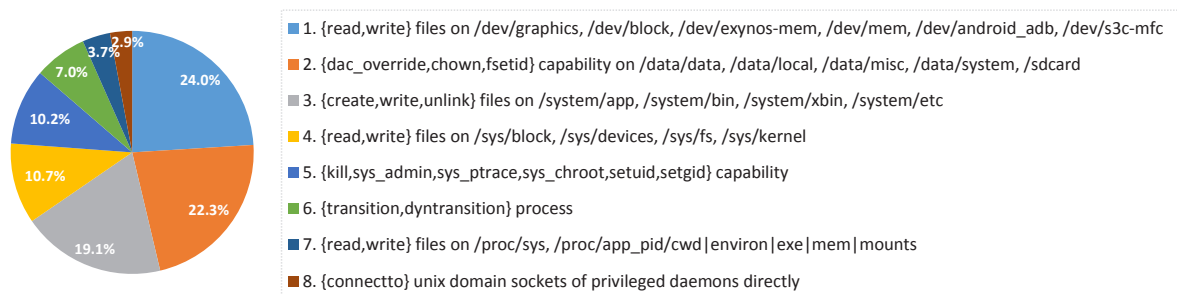 24.0%
22.3%
19.1%
10.7%
10.2%
7.0%
3.7%
2.9%
1. {read,write} files on /dev/graphics, /dev/block, /dev/exynos-mem, /dev/mem, /dev/android_adb, /dev/s3c-mfc
2. {dac_override,chown,fsetid} capability on /data/data, /data/local, /data/misc, /data/system, /sdcard
3. {create,write,unlink} files on /system/app, /system/bin, /system/xbin, /system/etc
4. {read,write} files on /sys/block, /sys/devices, /sys/fs, /sys/kernel
5. {kill,sys_admin,sys_ptrace,sys_chroot,setuid,setgid} capability
6. {transition,dyntransition} process
7. {read,write} files on /proc/sys, /proc/app_pid/cwd|environ|exe|mem|mounts
8. {connectto} unix domain sockets of privileged daemons directly